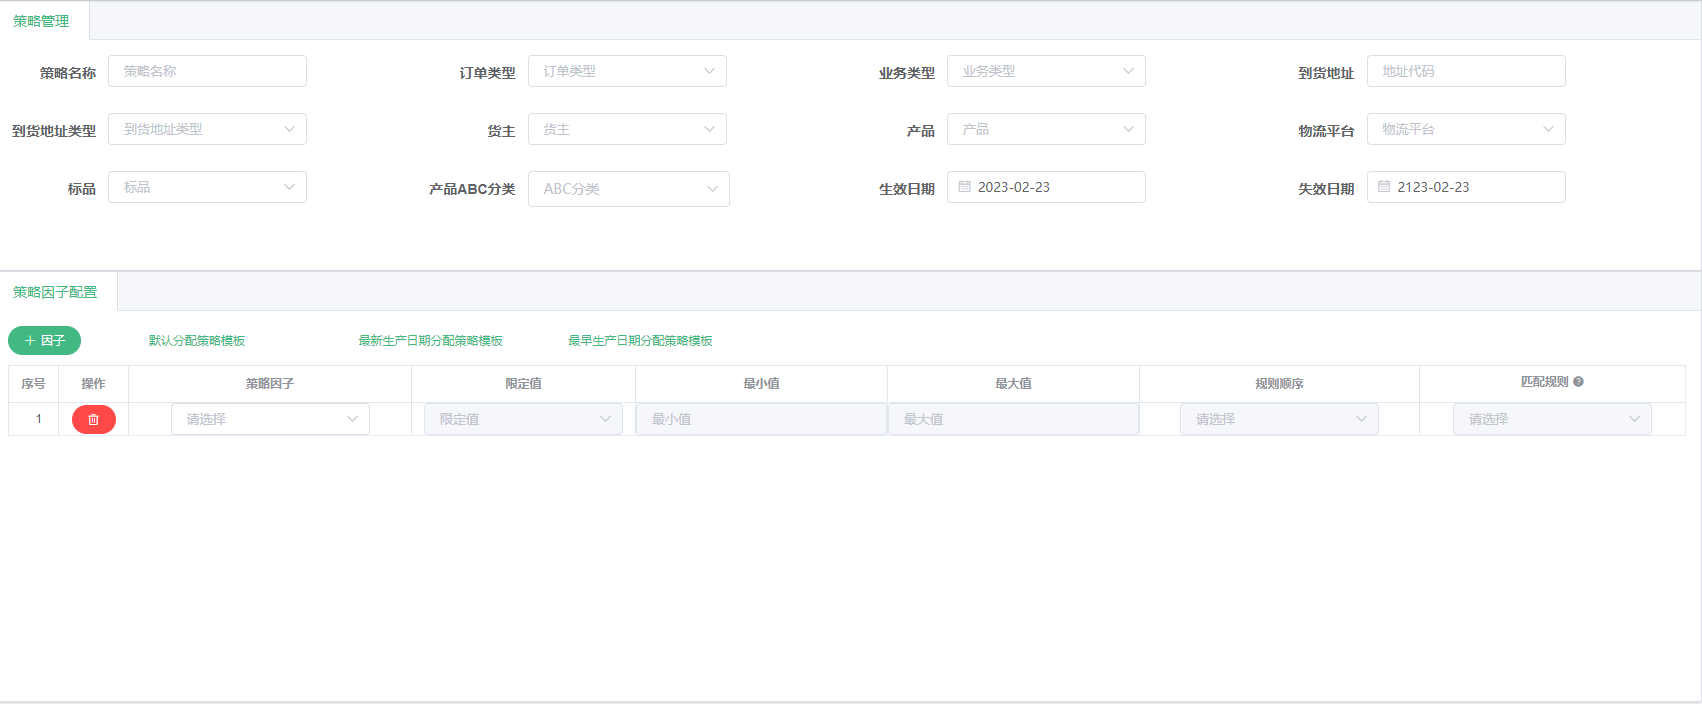 策略管理
策略名称 策略名称 订单类型 订单类型 业务类型 业务类型 到货地址 地址代码
到货地址类型 到货地址类型 货主 货主 产品 产品 物流平台 物流平台
标品 标品 产品ABC分类 ABC分类 生效日期 2023-02-23 失效日期 2123-02-23
策略因子配置
+ 因子 默认分配策略模板 最新生产日期分配策略模板 最早生产日期分配策略模板
序号 操作 策略因子 限定值 最小值 最大值 规则顺序 匹配规则 ?
1 请选择 限定值 最小值 最大值 请选择 请选择